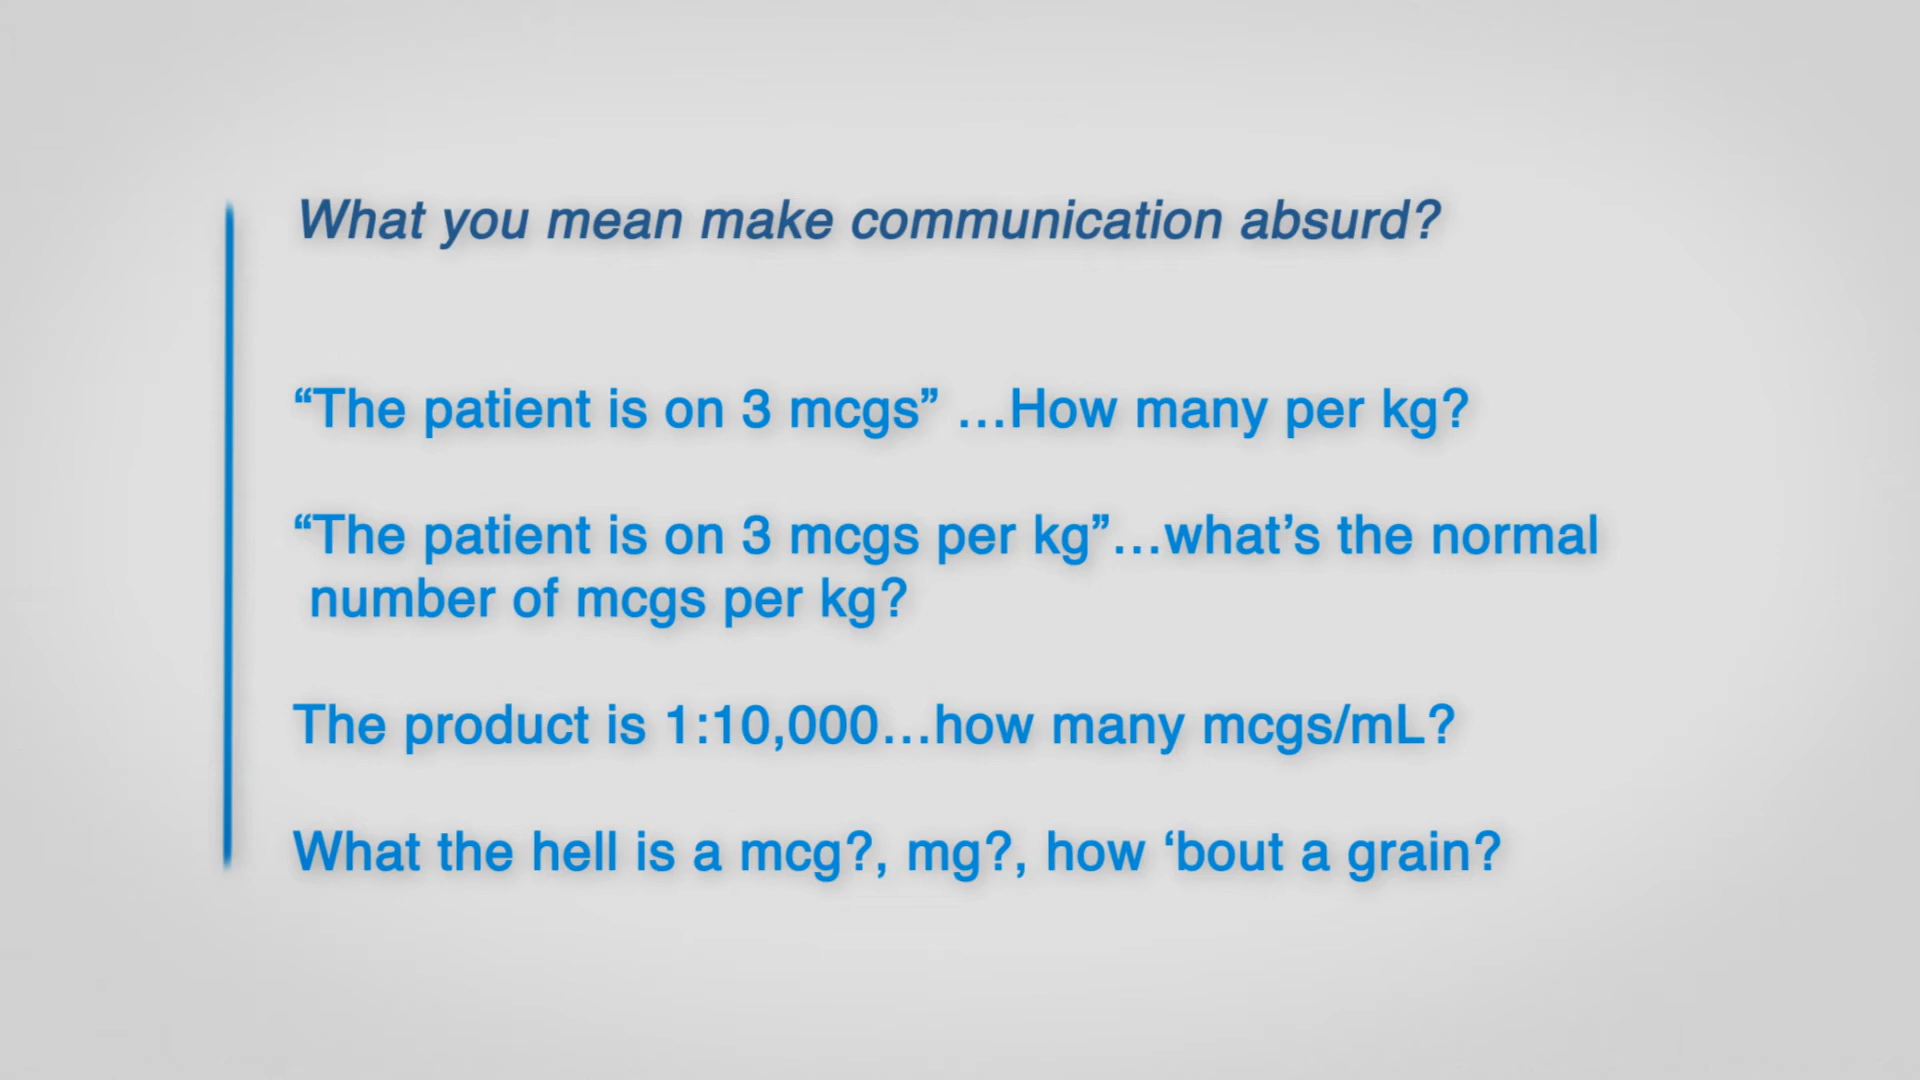 What you mean make communication absurd?
“The patient is on 3 mcgs” …How many per kg?
“The patient is on 3 mcgs per kg”…what’s the normal
number of mcgs per kg?
The product is 1:10,000…how many mcgs/mL?
What the hell is a mcg?, mg?, how ‘bout a grain?